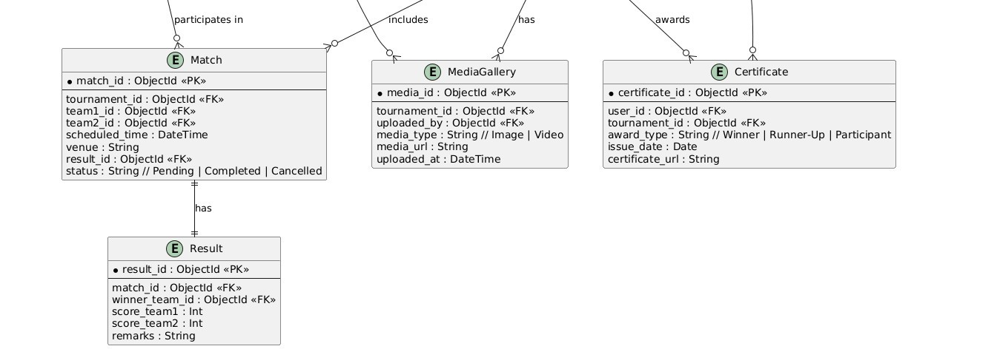 participates in
includes
has
awards
E Match
match_id : ObjectId «PK»
tournament_id : ObjectId «FK»
team1_id : ObjectId «FK»
team2_id : ObjectId «FK»
scheduled_time : DateTime
venue : String
result_id : ObjectId «FK»
status : String // Pending | Completed | Cancelled
E MediaGallery
media_id : ObjectId «PK»
tournament_id : ObjectId «FK»
uploaded_by : ObjectId «FK»
media_type : String // Image | Video
media_url : String
uploaded_at : DateTime
E Certificate
certificate_id : ObjectId «PK»
user_id : ObjectId «FK»
tournament_id : ObjectId «FK»
award_type : String // Winner | Runner-Up | Participant
issue_date : Date
certificate_url : String
has
E Result
result_id : ObjectId «PK»
match_id : ObjectId «FK»
winner_team_id : ObjectId «FK»
score_team1 : Int
score_team2 : Int
remarks : String